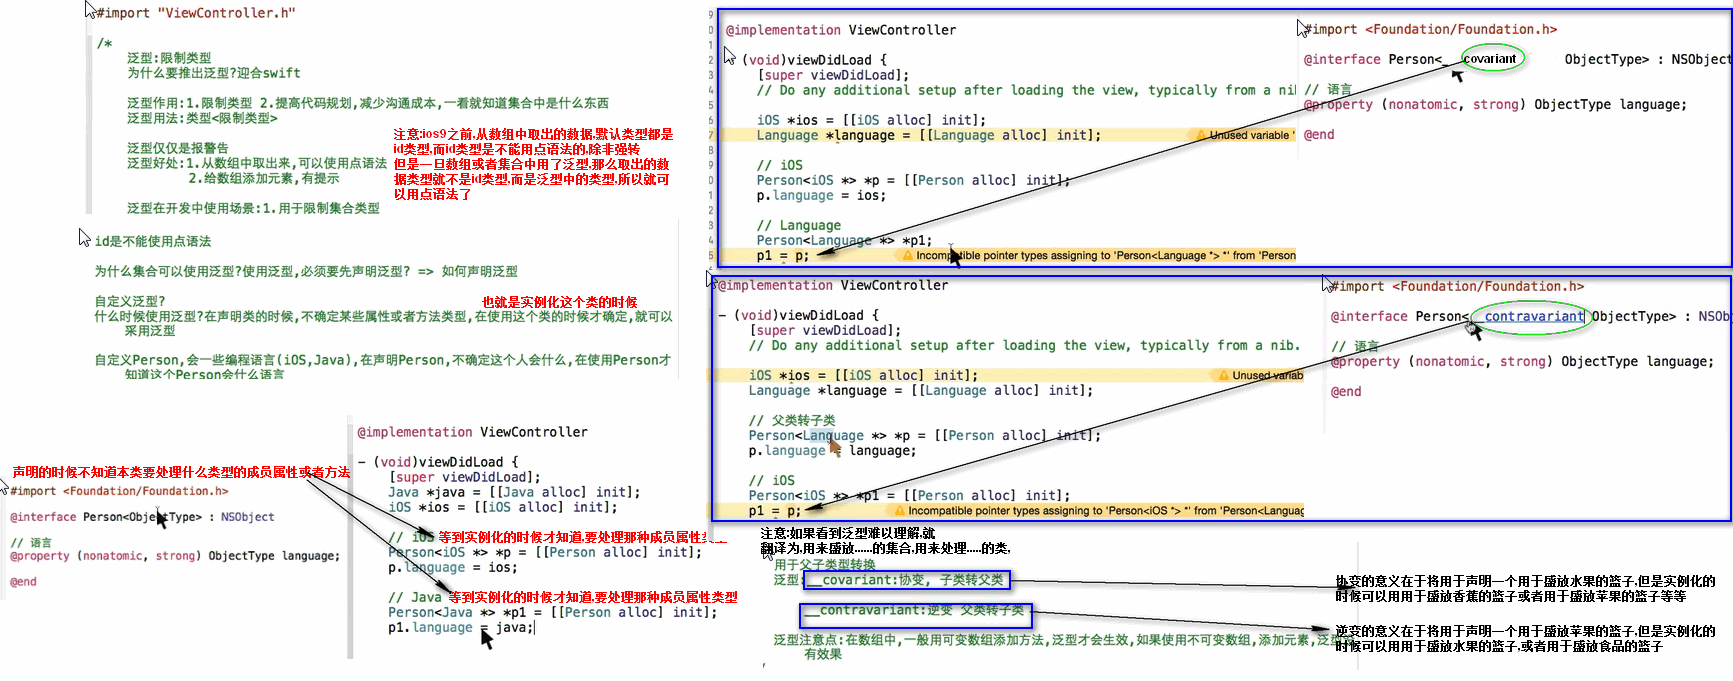 #import "ViewController.h"
/*
泛型:限制类型
为什么要推出泛型?迎合swift
泛型作用:1.限制类型 2.提高代码规划,减少沟通成本,一看就知道集合中是什么东西
泛型用法:类型<限制类型>
泛型仅仅是报警告
泛型好处:1.从数组中取出来,可以使用点语法
2.给数组添加元素,有提示
泛型在开发中使用场景:1.用于限制集合类型
注意:ios9之前,从数组中取出的数据,默认类型都是
id类型,而id类型是不能用点语法的,除非强转
但是一旦数组或者集合中用了泛型,那么取出的数
据类型就不是id类型,而是泛型中的类型,所以就可
以用点语法了
id是不能使用点语法
为什么集合可以使用泛型?使用泛型,必须要先声明泛型? => 如何声明泛型
自定义泛型?
也就是实例化这个类的时候
什么时候使用泛型?在声明类的时候,不确定某些属性或者方法类型,在使用这个类的时候才确定,就可以
采用泛型
自定义Person,会一些编程语言(iOS,Java),在声明Person,不确定这个人会什么,在使用Person才
知道这个Person会什么语言
声明的时候不知道本类要处理什么类型的成员属性或者方法
#import <Foundation/Foundation.h>
@interface Person<ObjectType> : NSObject
// 语言
@property (nonatomic, strong) ObjectType language;
@end
@implementation ViewController
- (void)viewDidLoad {
[super viewDidLoad];
Java *java = [[Java alloc] init];
iOS *ios = [[iOS alloc] init];
// iOS 等到实例化的时候才知道,要处理那种成员属性类型
Person<iOS *> *p = [[Person alloc] init];
p.language = ios;
// Java 等到实例化的时候才知道,要处理那种成员属性类型
Person<Java *> *p1 = [[Person alloc] init];
p1.language = java;
@implementation ViewController
(void)viewDidLoad {
[super viewDidLoad];
// Do any additional setup after loading the view, typically from a nib.
iOS *ios = [[iOS alloc] init];
Language *language = [[Language alloc] init]; Unused variable '
// iOS
Person<iOS *> *p = [[Person alloc] init];
p.language = ios;
// Language
Person<Language *> *p1;
p1 = p; Incompatible pointer types assigning to 'Person<Language *> *' from 'Person
#import <Foundation/Foundation.h>
@interface Person<__covariant ObjectType> : NSObject
// 语言
@property (nonatomic, strong) ObjectType language;
@end
@implementation ViewController
- (void)viewDidLoad {
[super viewDidLoad];
// Do any additional setup after loading the view, typically from a nib.
iOS *ios = [[iOS alloc] init]; Unused variab
Language *language = [[Language alloc] init];
// 父类转子类
Person<Language *> *p = [[Person alloc] init];
p.language = language;
// iOS
Person<iOS *> *p1 = [[Person alloc] init];
p1 = p; Incompatible pointer types assigning to 'Person<iOS *> *' from 'Person<Languag
#import <Foundation/Foundation.h>
@interface Person<__contravariant ObjectType> : NSOb
// 语言
@property (nonatomic, strong) ObjectType language;
@end
注意:如果看到泛型难以理解,就
翻译为,用来盛放......的集合,用来处理.....的类,
用于父子类型转换
泛型:__covariant:协变, 子类转父类
__contravariant:逆变 父类转子类
泛型注意点:在数组中,一般用可变数组添加方法,泛型才会生效,如果使用不可变数组,添加元素,泛型没
有效果
协变的意义在于将用于声明一个用于盛放水果的篮子,但是实例化的
时候可以用用于盛放香蕉的篮子或者用于盛放苹果的篮子等等
逆变的意义在于将用于声明一个用于盛放苹果的篮子,但是实例化的
时候可以用用于盛放水果的篮子,或者用于盛放食品的篮子